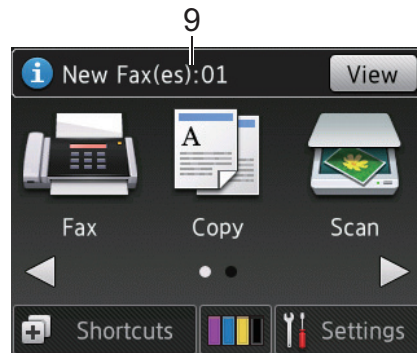 9
New Fax(es):01 View
A
Fax Copy Scan
Shortcuts Settings